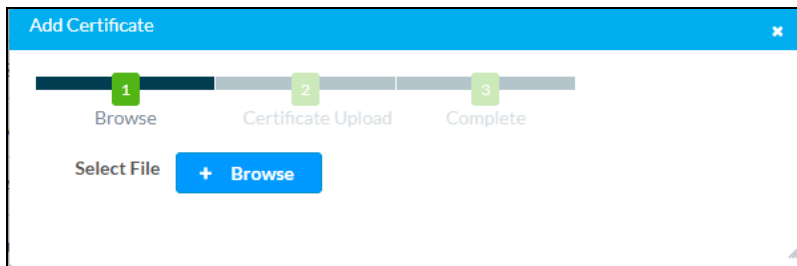 Add Certificate
1 2 3
Browse Certificate Upload Complete
Select File + Browse